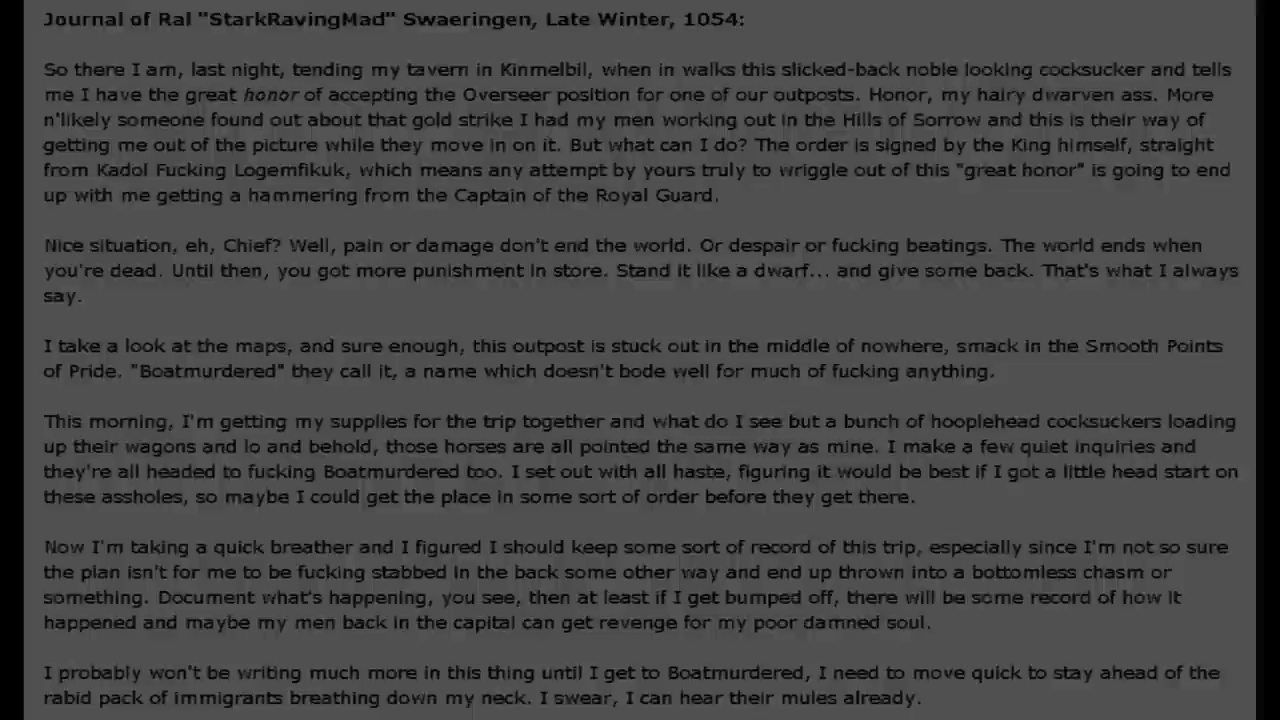 Journal of Ral "StarkRavingMad" Swaeringen, Late Winter, 1054:
So there I am, last night, tending my tavern in Kinmelbil, when in walks this slicked-back noble looking cocksucker and tells
me I have the great honor of accepting the Overseer position for one of our outposts. Honor, my hairy dwarven ass. More
n'likely someone found out about that gold strike I had my men working out in the Hills of Sorrow and this is their way of
getting me out of the picture while they move in on it. But what can I do? The order is signed by the King himself, straight
from Kadol Fucking Logemfikuk, which means any attempt by yours truly to wriggle out of this "great honor" is going to end
up with me getting a hammering from the Captain of the Royal Guard.
Nice situation, eh, Chief? Well, pain or damage don't end the world. Or despair or fucking beatings. The world ends when
you're dead. Until then, you got more punishment in store. Stand it like a dwarf... and give some back. That's what I always
say.
I take a look at the maps, and sure enough, this outpost is stuck out in the middle of nowhere, smack in the Smooth Points
of Pride. "Boatmurdered" they call it, a name which doesn't bode well for much of fucking anything.
This morning, I'm getting my supplies for the trip together and what do I see but a bunch of hooplehead cocksuckers loading
up their wagons and lo and behold, those horses are all pointed the same way as mine. I make a few quiet inquiries and
they're all headed to fucking Boatmurdered too. I set out with all haste, figuring it would be best if I got a little head start on
these assholes, so maybe I could get the place in some sort of order before they get there.
Now I'm taking a quick breather and I figured I should keep some sort of record of this trip, especially since I'm not so sure
the plan isn't for me to be fucking stabbed in the back some other way and end up thrown into a bottomless chasm or
something. Document what's happening, you see, then at least if I get bumped off, there will be some record of how it
happened and maybe my men back in the capital can get revenge for my poor damned soul.
I probably won't be writing much more in this thing until I get to Boatmurdered, I need to move quick to stay ahead of the
rabid pack of immigrants breathing down my neck. I swear, I can hear their mules already.